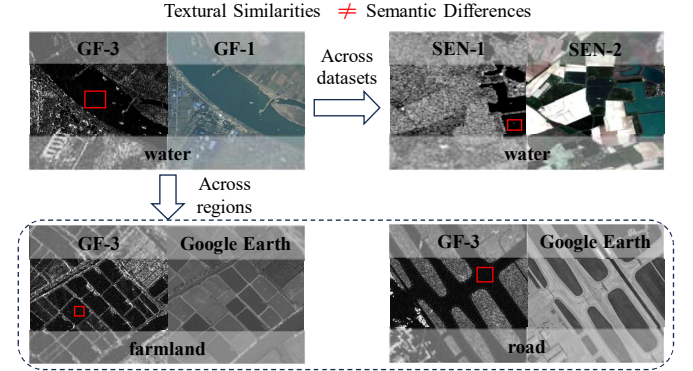 Textural Similarities ≠ Semantic Differences
GF-3 GF-1
water
Across
datasets
SEN-1 SEN-2
water
Across
regions
GF-3 Google Earth
farmland
GF-3 Google Earth
road